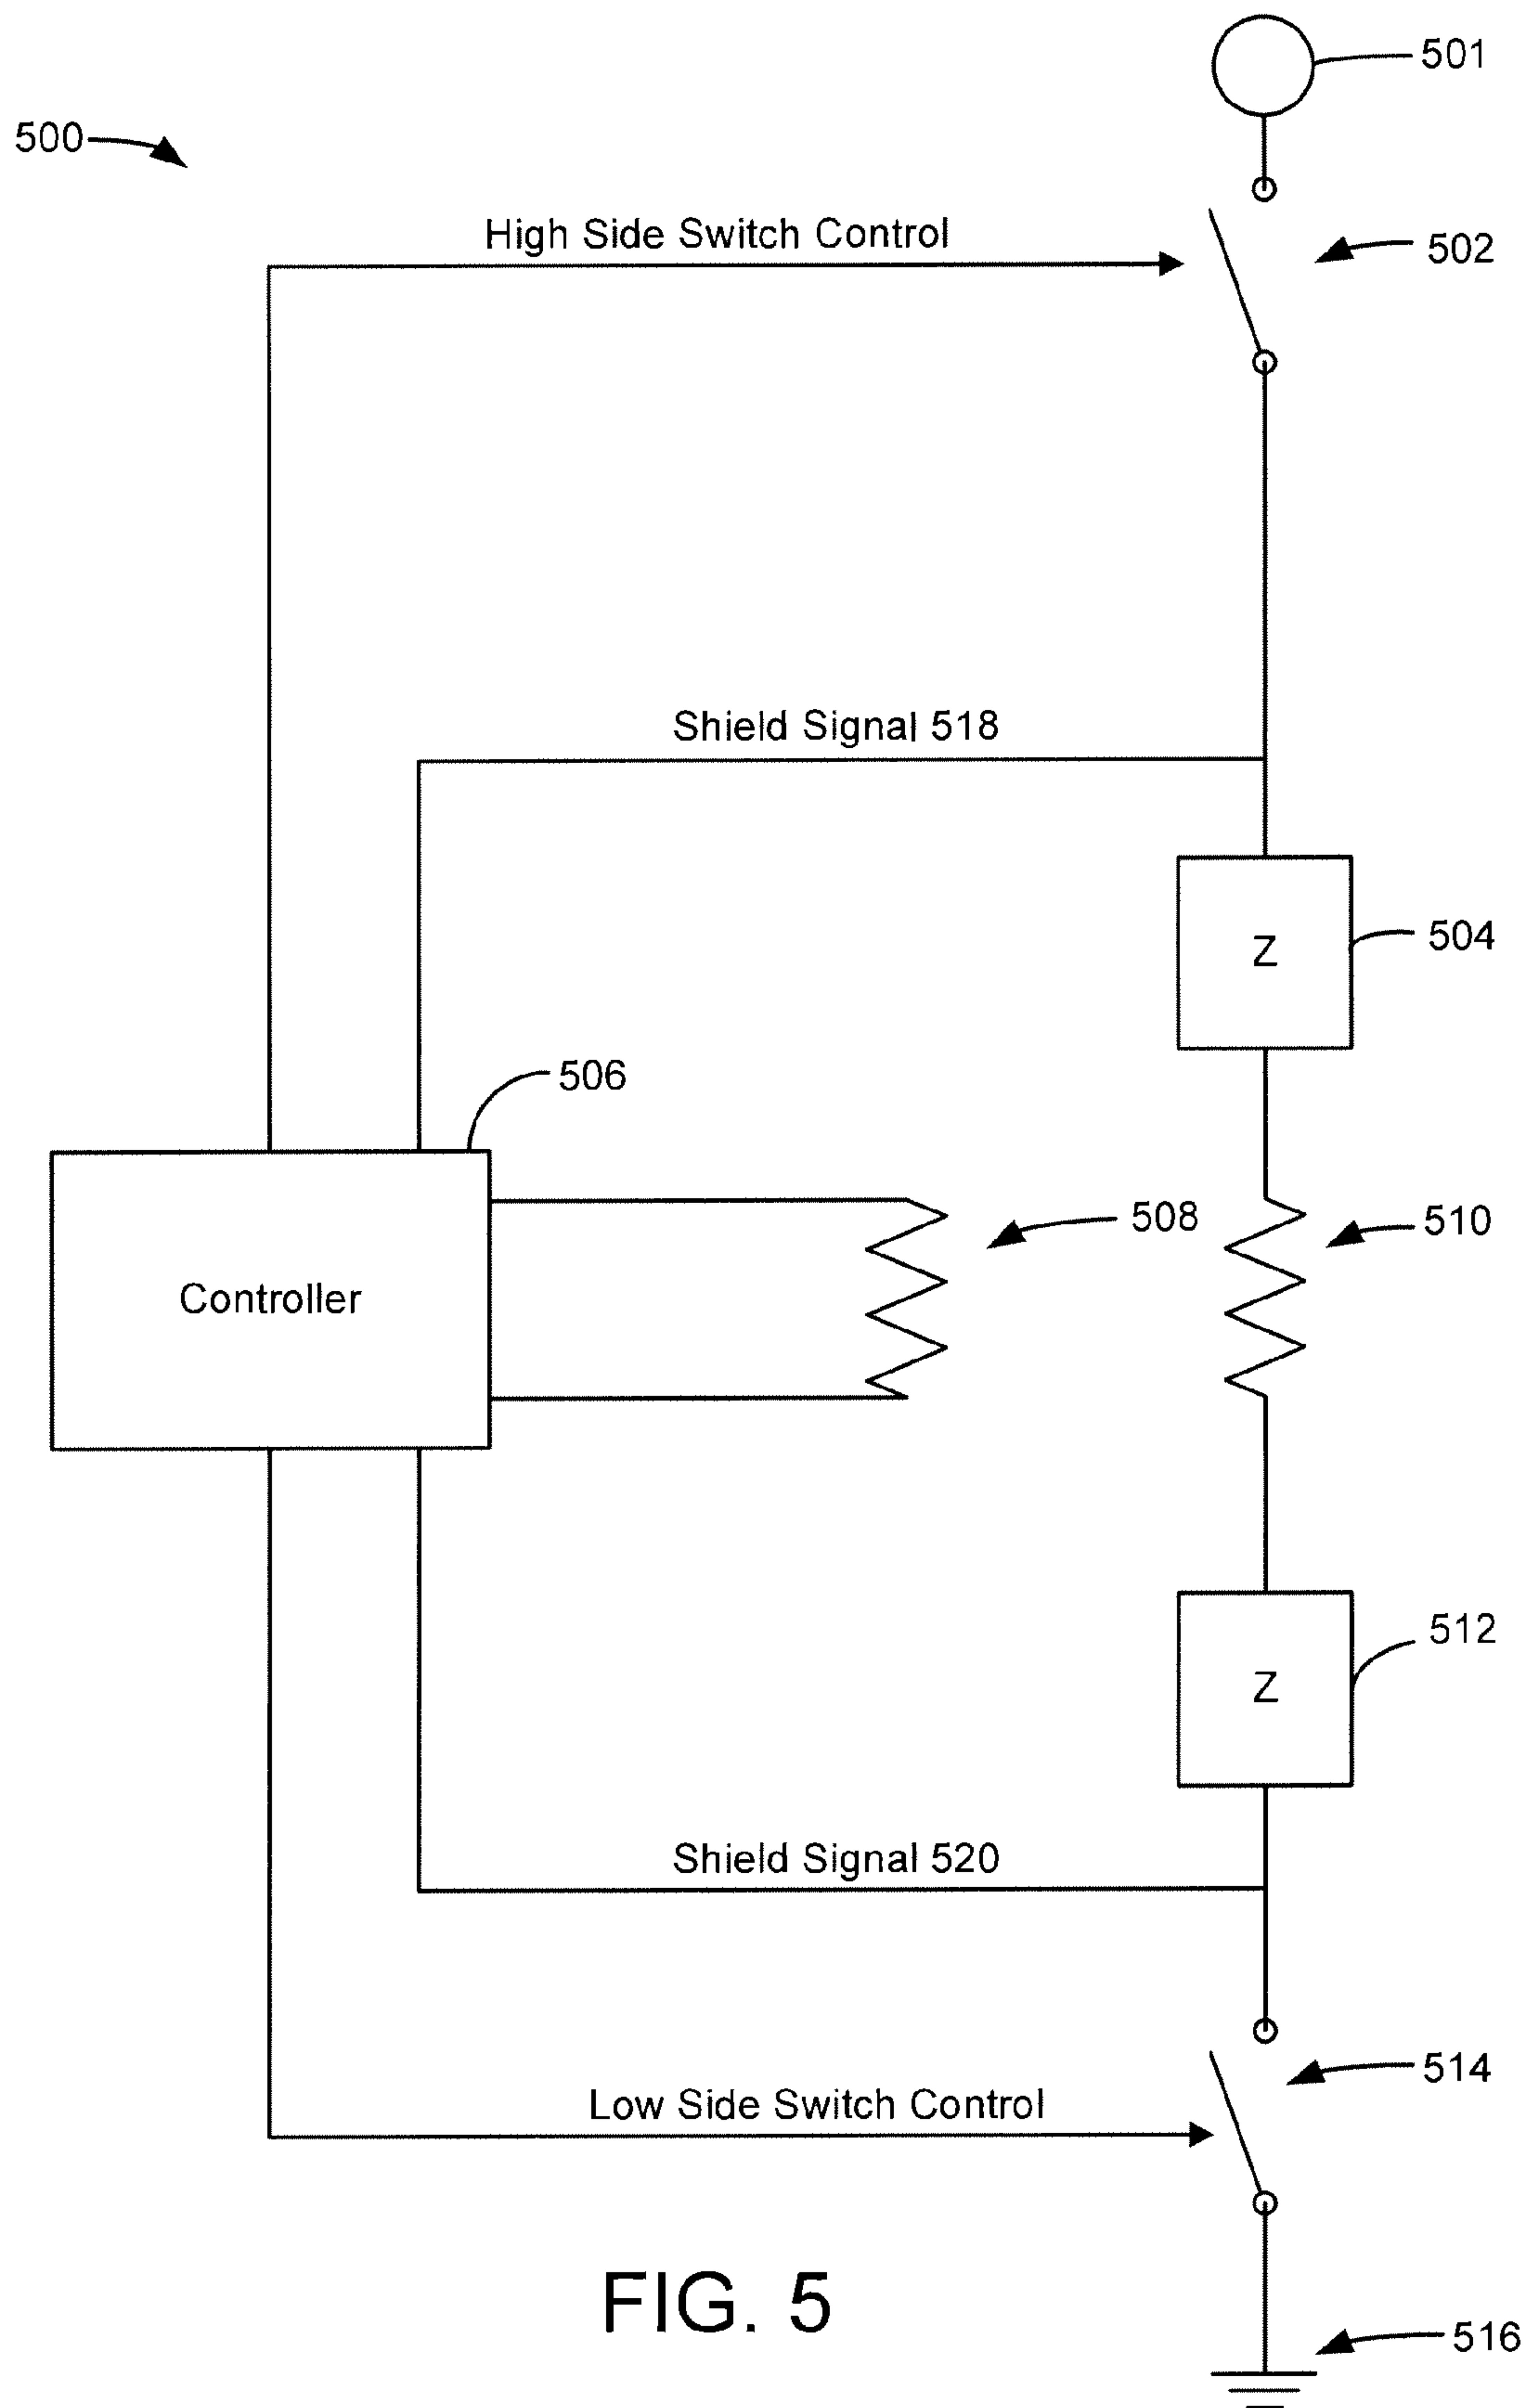 501
500
High Side Switch Control
502
Shield Signal 518
Z
504
506
508
510
Controller
512
Z
Shield Signal 520
514
Low Side Switch Control
FIG. 5
516